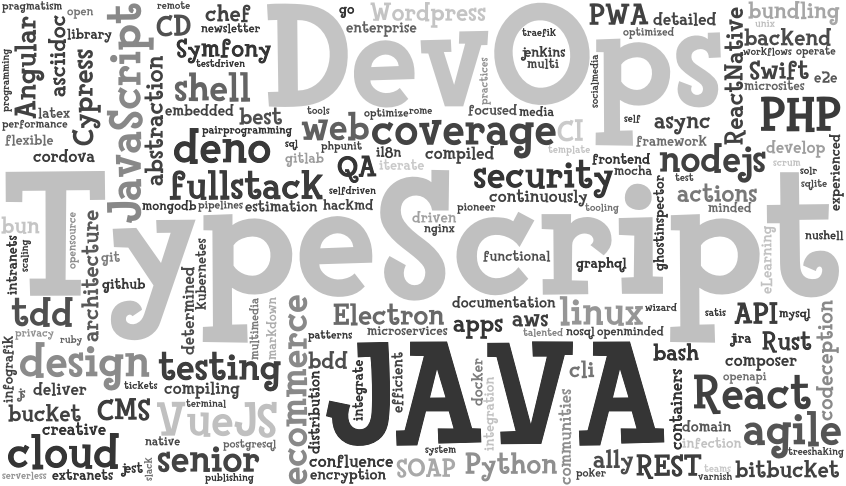 pragmatism
open
remote
CD
chef
newsletter
go
enterprise
Wordpress
PWA
detailed
optimized
bundling
unix
backend
workflows
operate
Angular
asciidoc
library
JavaScript
Symfony
testdriven
DevOps
traefik
jenkins
multi
practices
socialmedia
ReactNative
Swift
e2e
microsites
programming
Cypress
abstraction
shell
embedded
latex
performance
flexible
cordova
best
tools
optimize
rome
focused
media
self
async
PHP
pairprogramming
deno
sql
gitlab
phpunit
web
coverage
CI
template
framework
develop
experienced
QA
il8n
iterate
compiled
frontend
mocha
nodejs
scrum
solr
sqlite
fullstack
selfdriven
security
continuously
test
actions
minded
mongodb
pipelines
estimation
hacKmd
driven
nginx
pioneer
tooling
ghostinspector
bun
TypeScript
opensource
architecture
git
github
intranets
scaling
kubernetes
determined
functional
graphql
eLearning
nushell
tdd
privacy
ruby
multimedia
markdown
ecommerce
documentation
Electron
microservices
patterns
apps
aws
talented
linux
nosql
openminded
wizard
satis
API
mysql
codeception
infografik
design
testing
tickets
compiling
deliver
jsr
bdd
distribution
integrate
efficient
JAVA
docker
integration
cli
communities
bash
containers
jira
Rust
composer
openapi
React
bucket
CMS
terminal
VueJS
creative
native
postgresql
domain
infection
agile
treeshaking
cloud
serverless
extranets
jest
slack
senior
publishing
confluence
encryption
system
SOAP
Python
poker
ally
REST
teamy
varnish
bitbucket